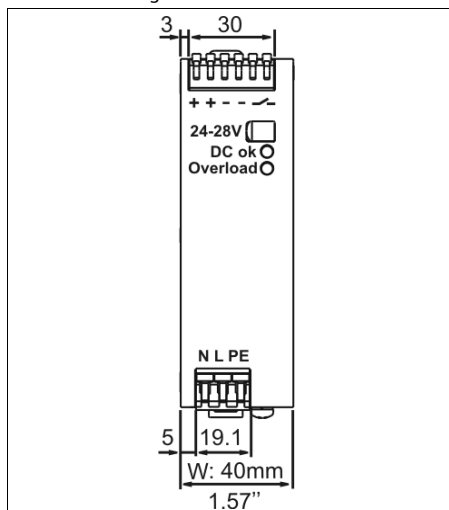 3 30
+ + - -
24-28V
DC ok
Overload
N L PE
5 19.1
W: 40mm
1.57’’